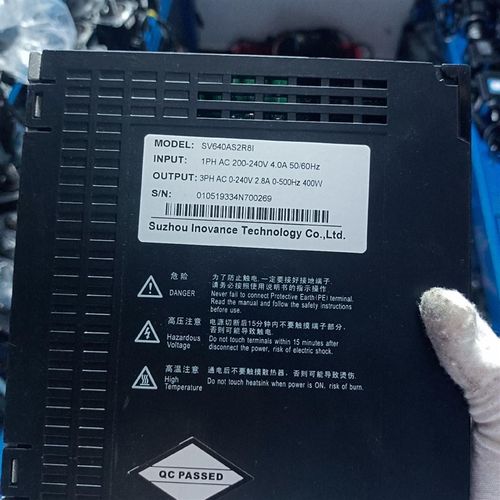 MODEL: SV640AS2R8I
INPUT: 1PH AC 200-240V 4.0A 50/60Hz
OUTPUT: 3PH AC 0-240V 2.8A 0-500Hz 400W
S/N: 010519334N700269
Suzhou Inovance Technology Co.,Ltd.
危险
DANGER
为了防止触电,一定要接好接地端子.
请务必按照使用说明书的指示操作.
Never fail to connect Protective Earth(PE) terminal.
Read the manual and follow the safety instructions
before use.
高压注意
Hazardous
Voltage
电源切断后15分钟内不要触摸端子部分.
否则可能导致触电.
Do not touch terminals within 15 minutes after
disconnect the power, risk of electric shock.
高温注意
High
Temperature
通电后不要触摸散热器. 否则可能导致烫伤.
Do not touch heatsink when power is ON, risk of burn.
QC PASSED